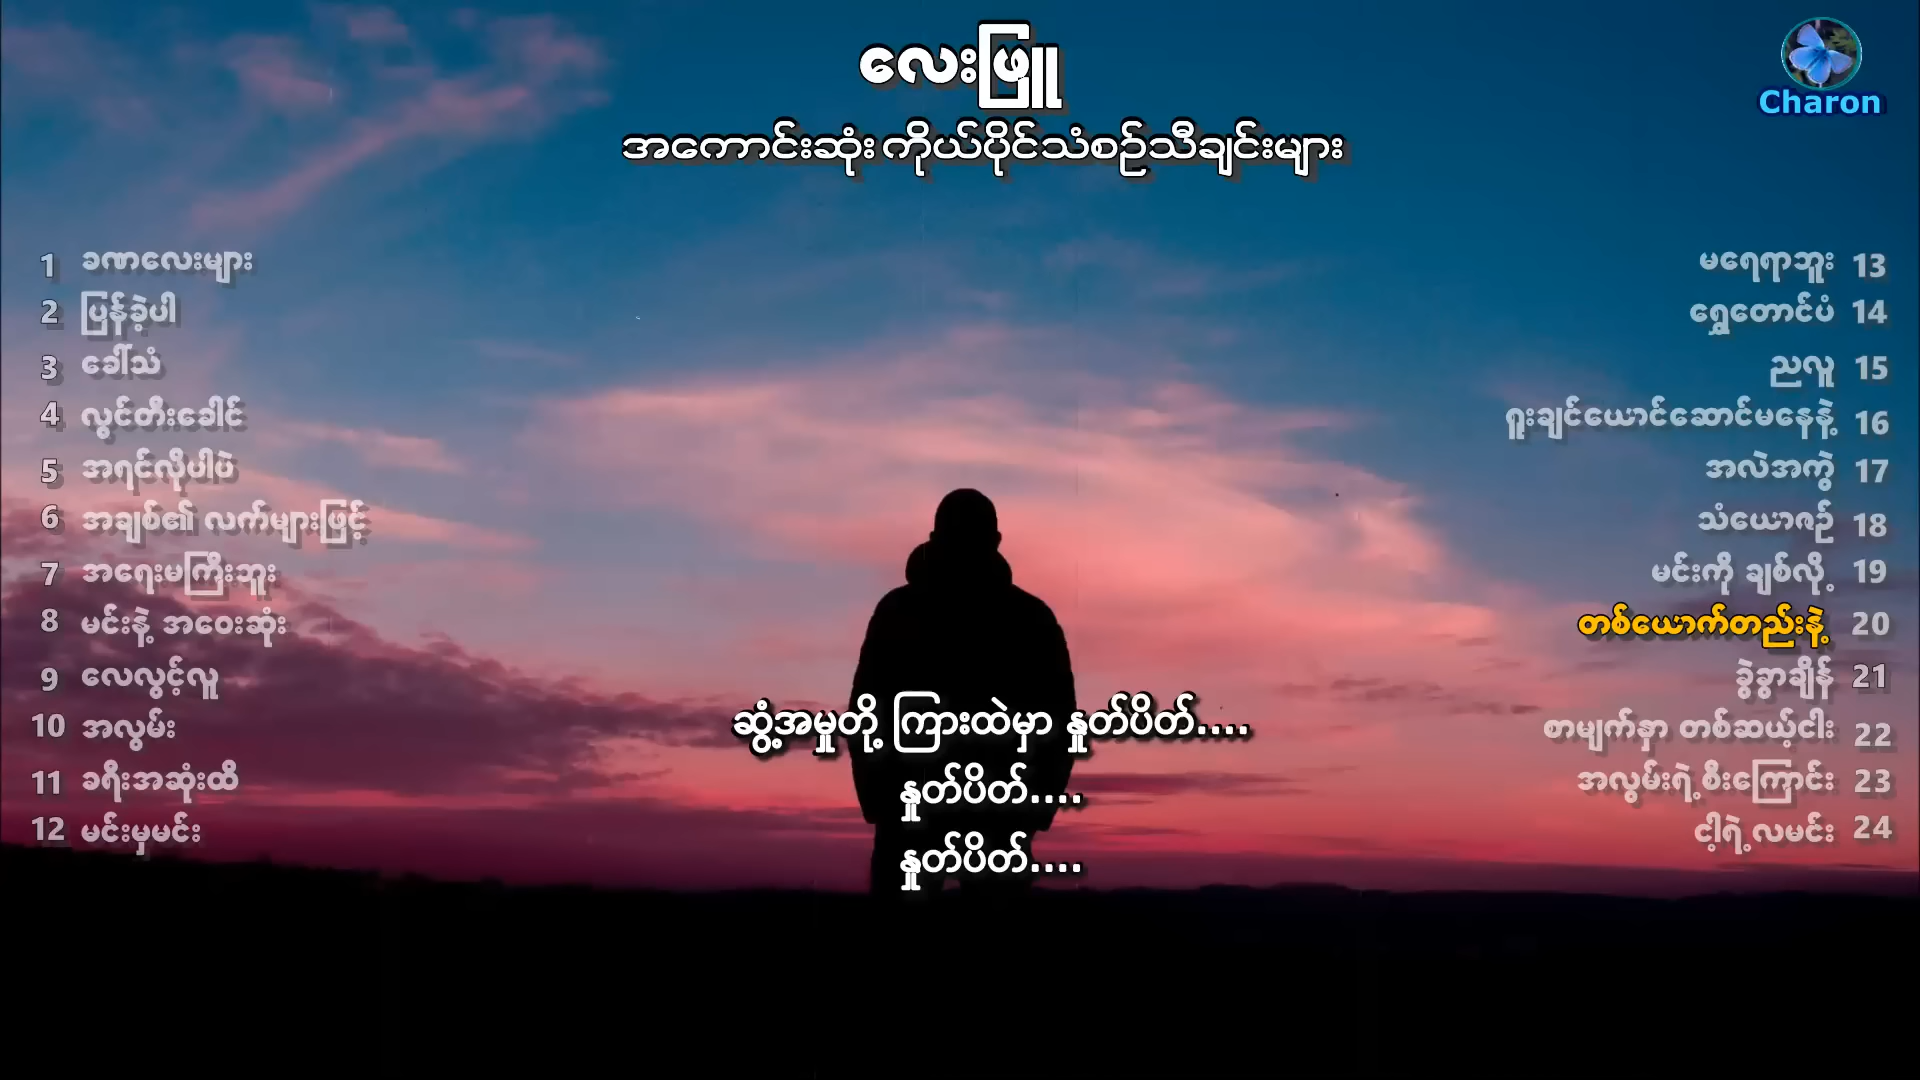 လေးဖြူ
အကောင်းဆုံး ကိုယ်ပိုင်သံစဉ်သီချင်းများ
Charon
1 ခဏလေးများ
2 ပြန်ခဲ့ပါ
3 ခေါ်သံ
4 လွင်တီးခေါင်
5 အရင်လိုပါပဲ
6 အချစ်၏ လက်များဖြင့်
7 အရေးမကြီးဘူး
8 မင်းနဲ့ အဝေးဆုံး
9 လေလွင့်လူ
10 အလွမ်း
11 ခရီးအဆုံးထိ
12 မင်းမှမင်း
မရေရာဘူး 13
ရွှေတောင်ပံ 14
ညလူ 15
ရူးချင်ယောင်ဆောင်မနေနဲ့ 16
အလဲအကွဲ 17
သံယောဇဉ် 18
မင်းကို ချစ်လို့ 19
တစ်ယောက်တည်းနဲ့ 20
ခွဲခွာချိန် 21
စာမျက်နှာ တစ်ဆယ့်ငါး 22
အလွမ်းရဲ့စီးကြောင်း 23
ငါ့ရဲ့လမင်း 24
ဆွံ့အမှုတို့ ကြားထဲမှာ နှုတ်ပိတ်....
နှုတ်ပိတ်....
နှုတ်ပိတ်....